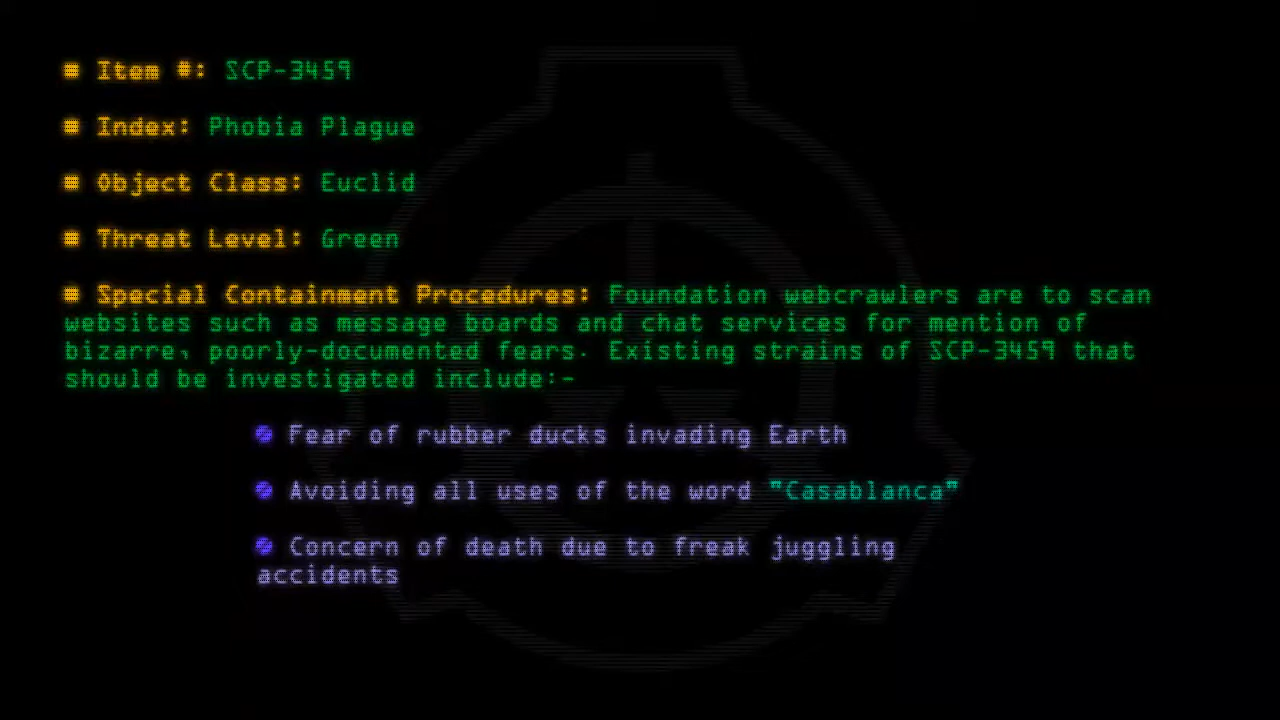 ■ Item #: SCP-3459
■ Index: Phobia Plague
■ Object Class: Euclid
■ Threat Level: Green
■ Special Containment Procedures: Foundation webcrawlers are to scan
websites such as message boards and chat services for mention of
bizarre, poorly-documented fears. Existing strains of SCP-3459 that
should be investigated include:-
● Fear of rubber ducks invading Earth
● Avoiding all uses of the word "Casablanca"
● Concern of death due to freak juggling
accidents